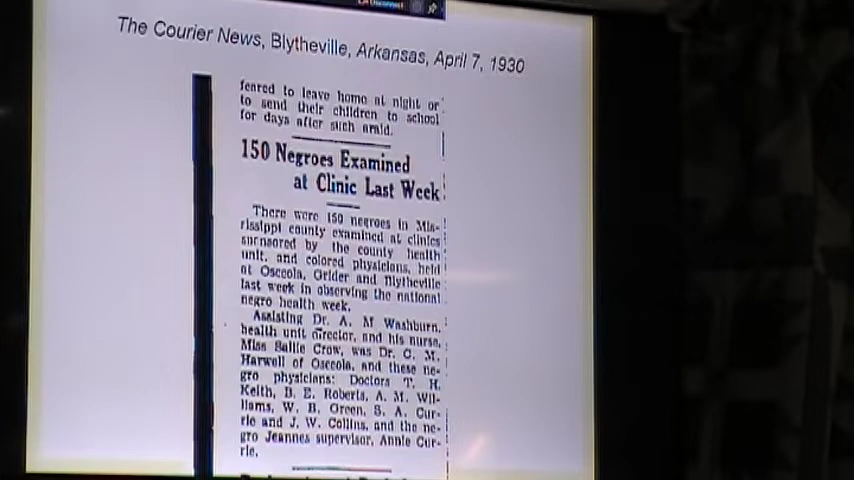 The Courier News, Blytheville, Arkansas, April 7, 1930
feared to leave home at night or
to send their children to school
for days after such araid.
150 Negroes Examined
at Clinic Last Week
There were 150 negroes in Mis-
rissippi county examined at clinics
surnsored by the county health
unit, and colored physicians, held
at Osceola, Grider and Blytheville
last week in observing the national
negro health week.
Assisting Dr. A. M Washburn,
health unit director, and his nurse,
Miss Sallie Crow, was Dr. C. M.
Harwell of Osceola, and these ne-
gro physicians: Doctors T. H.
Keith, B. E. Roberts, A. M. Wil-
liams, W. B. Green, S. A. Cur-
rie and J. W. Collins, and the ne-
gro Jeannes supervisor, Annie Cur-
rie.